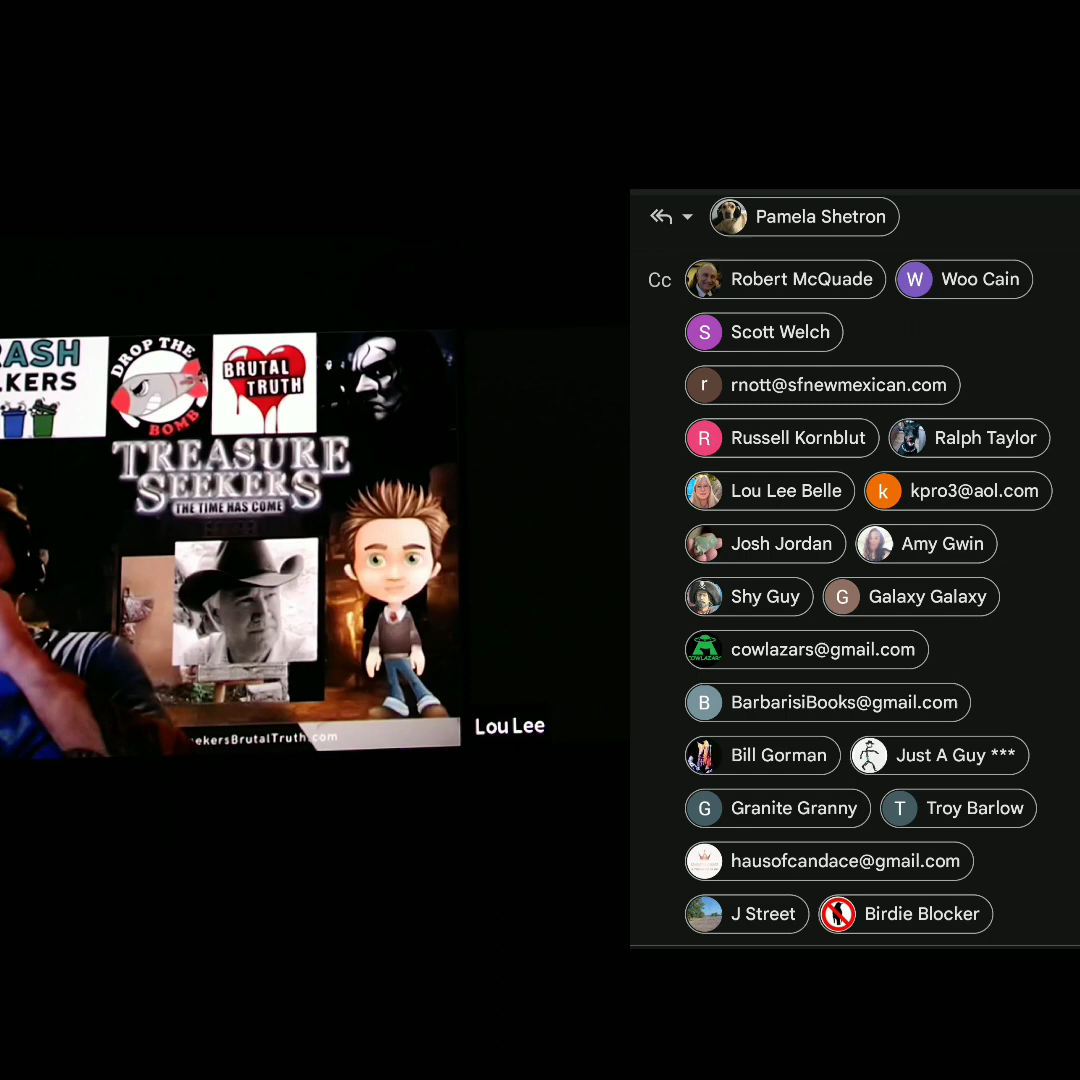 RASH
LKERS
DROP THE
BOMB
BRUTAL
TRUTH
TREASURE
SEEKERS
THE TIME HAS COME
ekersBrutalTruth.com
Lou Lee
Pamela Shetron
Cc Robert McQuade W Woo Cain
S Scott Welch
r rnott@sfnewmexican.com
R Russell Kornblut Ralph Taylor
Lou Lee Belle k kpro3@aol.com
Josh Jordan Amy Gwin
Shy Guy G Galaxy Galaxy
COWLAZARS cowlazars@gmail.com
B BarbarisiBooks@gmail.com
Bill Gorman Just A Guy ***
G Granite Granny T Troy Barlow
hausofcandace@gmail.com
J Street Birdie Blocker